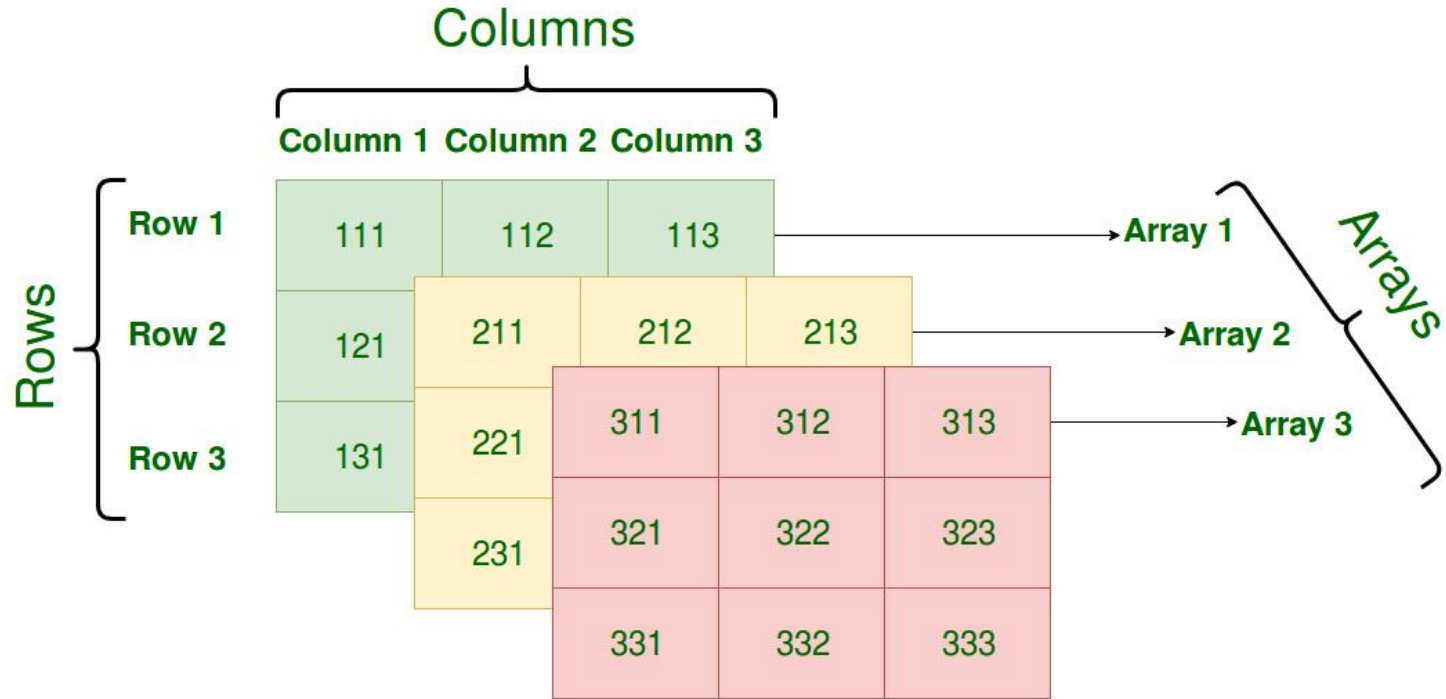 Columns
Column 1 Column 2 Column 3
Rows
Row 1
111 112 113
Array 1
Arrays
Row 2
121
211 212 213
Array 2
Row 3
131
221
311 312 313
Array 3
231
321 322 323
331 332 333